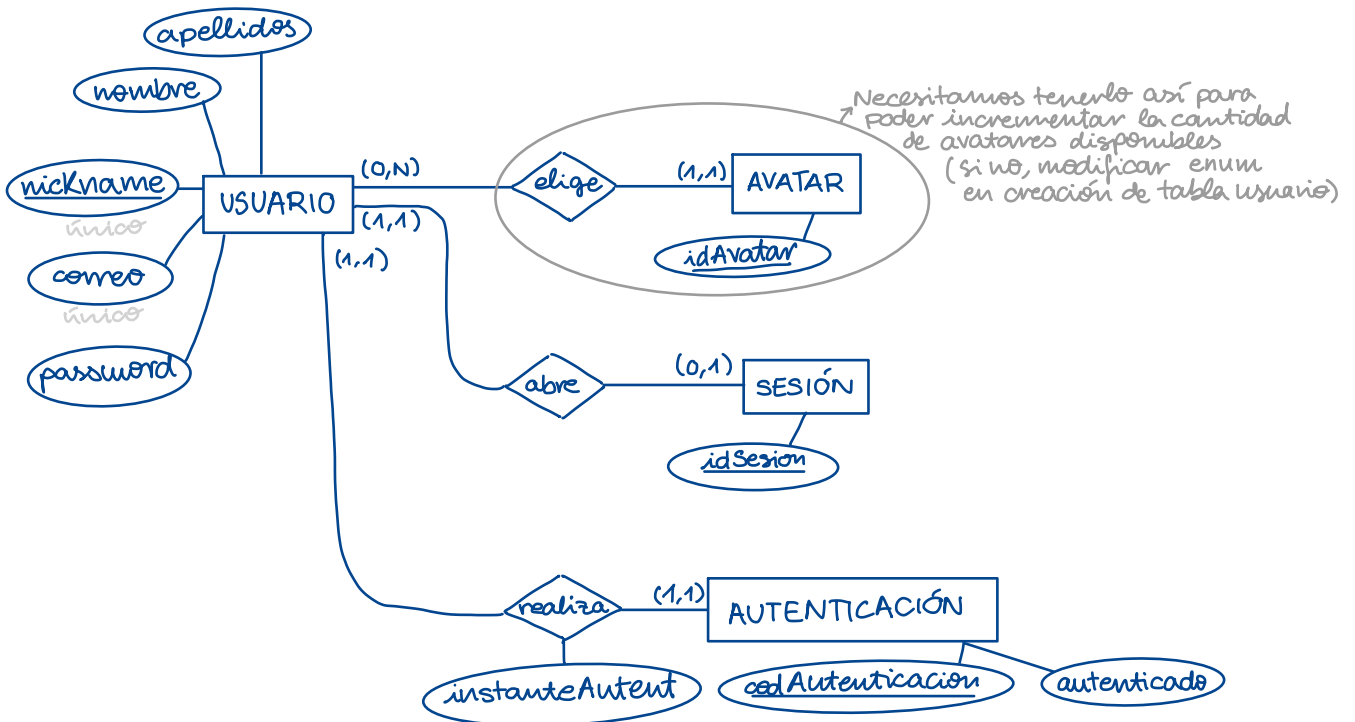 apellidos
nombre
nickname
único
correo
único
password
USUARIO
(0,N)
(1,1)
(1,1)
elige
(1,1)
AVATAR
idAvatar
Necesitamos tenerlo así para
poder incrementar la cantidad
de avatares disponibles
(si no, modificar enum
en creación de tabla usuario)
abre
(0,1)
SESIÓN
idSesion
realiza
(1,1)
AUTENTICACIÓN
instanteAutent
codAutenticacion
autenticado